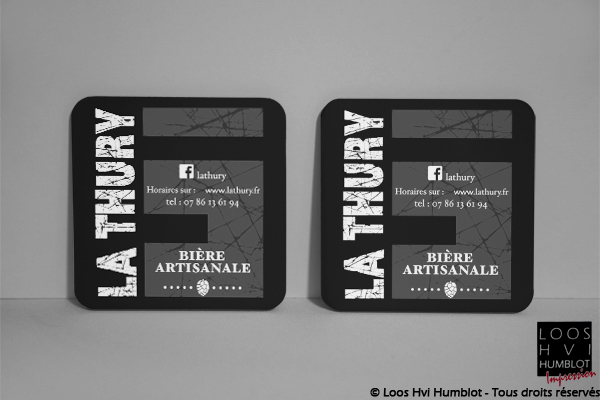 LA THURY
lathury
Horaires sur : www.lathury.fr
tel : 07 86 13 61 94
BIÈRE
ARTISANALE
LA THURY
lathury
Horaires sur : www.lathury.fr
tel : 07 86 13 61 94
BIÈRE
ARTISANALE
LOOS
HVI
HUMBLOT
Impression
© Loos Hvi Humblot - Tous droits réservés